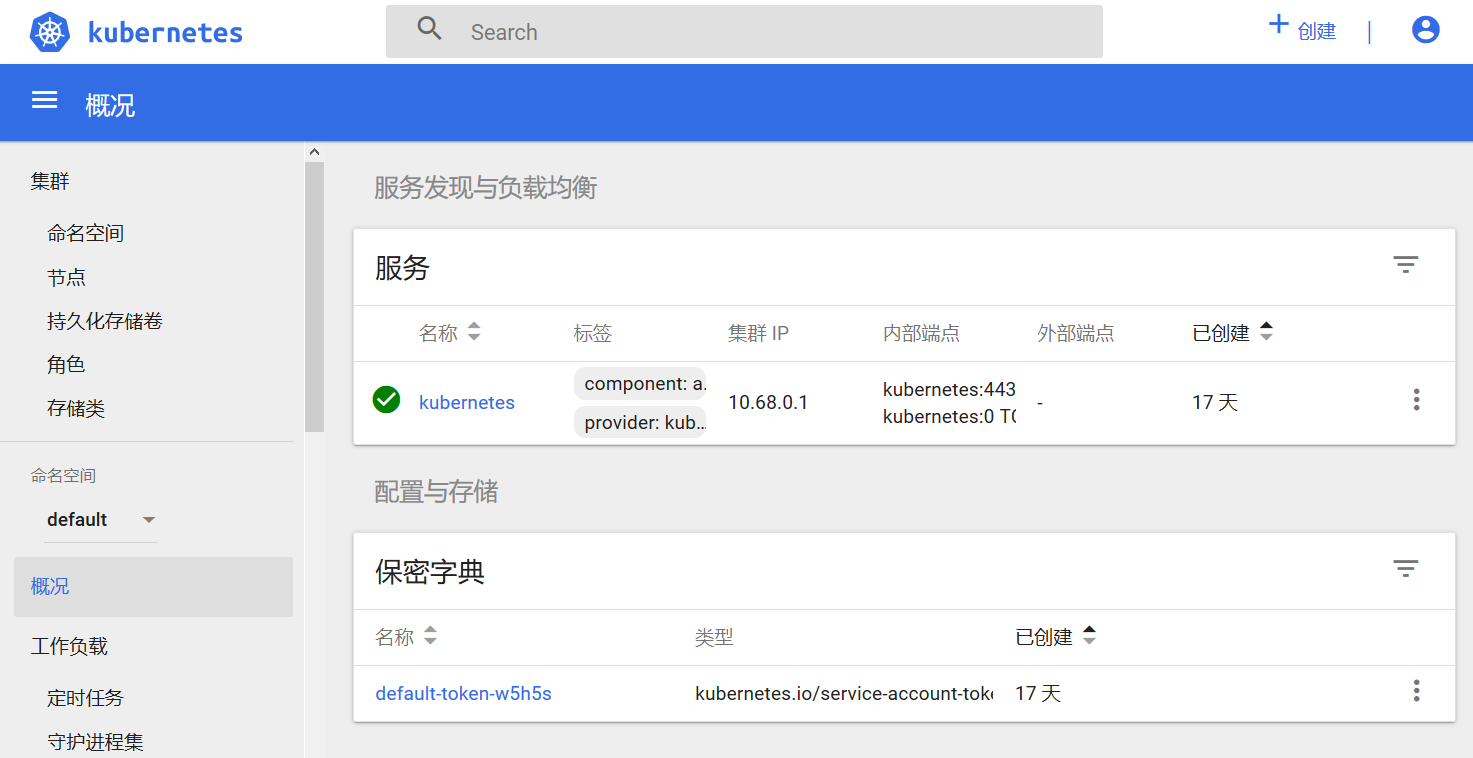 kubernetes
Search
创建
概况
集群
命名空间
节点
持久化存储卷
角色
存储类
命名空间
default
概况
工作负载
定时任务
守护进程集
服务发现与负载均衡
服务
名称 标签 集群 IP 内部端点 外部端点 已创建
kubernetes component: a. 10.68.0.1 kubernetes:443 - 17 天
provider: kub... kubernetes:0 TC
配置与存储
保密字典
名称 类型 已创建
default-token-w5h5s kubernetes.io/service-account-toke 17 天